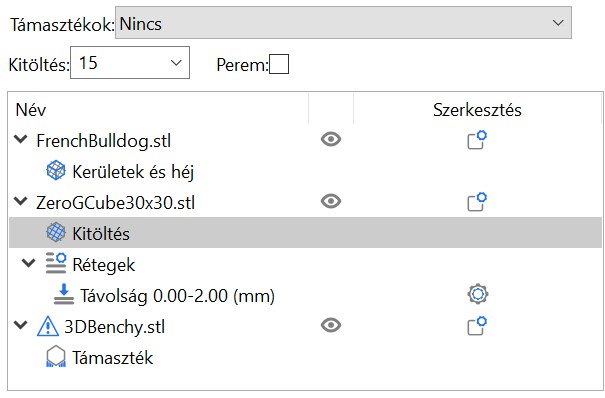 Támasztékok: Nincs
Kitöltés: 15 Perem:
Név Szerkesztés
FrenchBulldog.stl
Kerületek és héj
ZeroGCube30x30.stl
Kitöltés
Rétegek
Távolság 0.00-2.00 (mm)
3DBenchy.stl
Támaszték